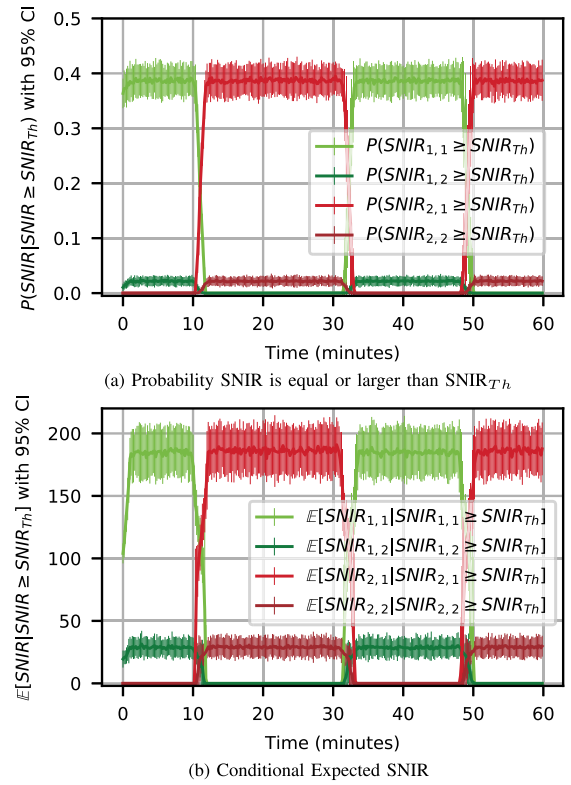 P(SNIR|SNIR ≥ SNIR_Th) with 95% CI
0.5
0.4
0.3
0.2
0.1
0.0
P(SNIR_1, 1 ≥ SNIR_Th)
P(SNIR_1, 2 ≥ SNIR_Th)
P(SNIR_2, 1 ≥ SNIR_Th)
P(SNIR_2, 2 ≥ SNIR_Th)
0 10 20 30 40 50 60
Time (minutes)
(a) Probability SNIR is equal or larger than SNIR_Th
𝔼[SNIR|SNIR ≥ SNIR_Th] with 95% CI
200
150
100
50
0
𝔼[SNIR_1, 1|SNIR_1, 1 ≥ SNIR_Th]
𝔼[SNIR_1, 2|SNIR_1, 2 ≥ SNIR_Th]
𝔼[SNIR_2, 1|SNIR_2, 1 ≥ SNIR_Th]
𝔼[SNIR_2, 2|SNIR_2, 2 ≥ SNIR_Th]
0 10 20 30 40 50 60
Time (minutes)
(b) Conditional Expected SNIR